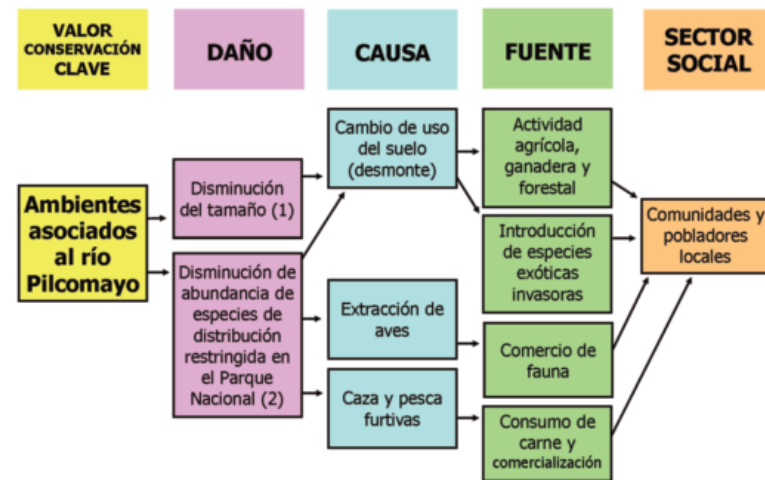 VALOR
CONSERVACIÓN
CLAVE
DAÑO
CAUSA
FUENTE
SECTOR
SOCIAL
Ambientes
asociados
al río
Pilcomayo
Disminución
del tamaño (1)
Disminución de
abundancia de
especies de
distribución
restringida en
el Parque
Nacional (2)
Cambio de uso
del suelo
(desmonte)
Extracción de
aves
Caza y pesca
furtivas
Actividad
agrícola,
ganadera y
forestal
Introducción
de especies
exóticas
invasoras
Comercio de
fauna
Consumo de
carne y
comercialización
Comunidades y
pobladores
locales